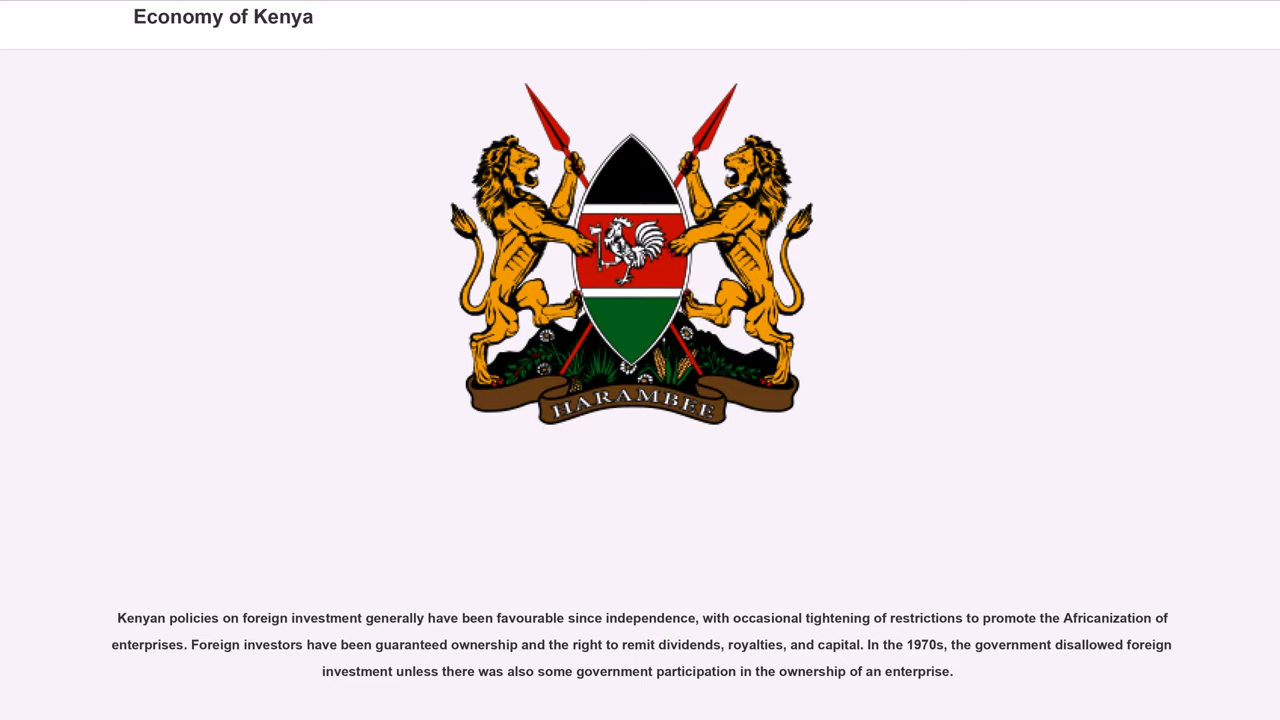 Economy of Kenya
HARAMBEE
Kenyan policies on foreign investment generally have been favourable since independence, with occasional tightening of restrictions to promote the Africanization of
enterprises. Foreign investors have been guaranteed ownership and the right to remit dividends, royalties, and capital. In the 1970s, the government disallowed foreign
investment unless there was also some government participation in the ownership of an enterprise.